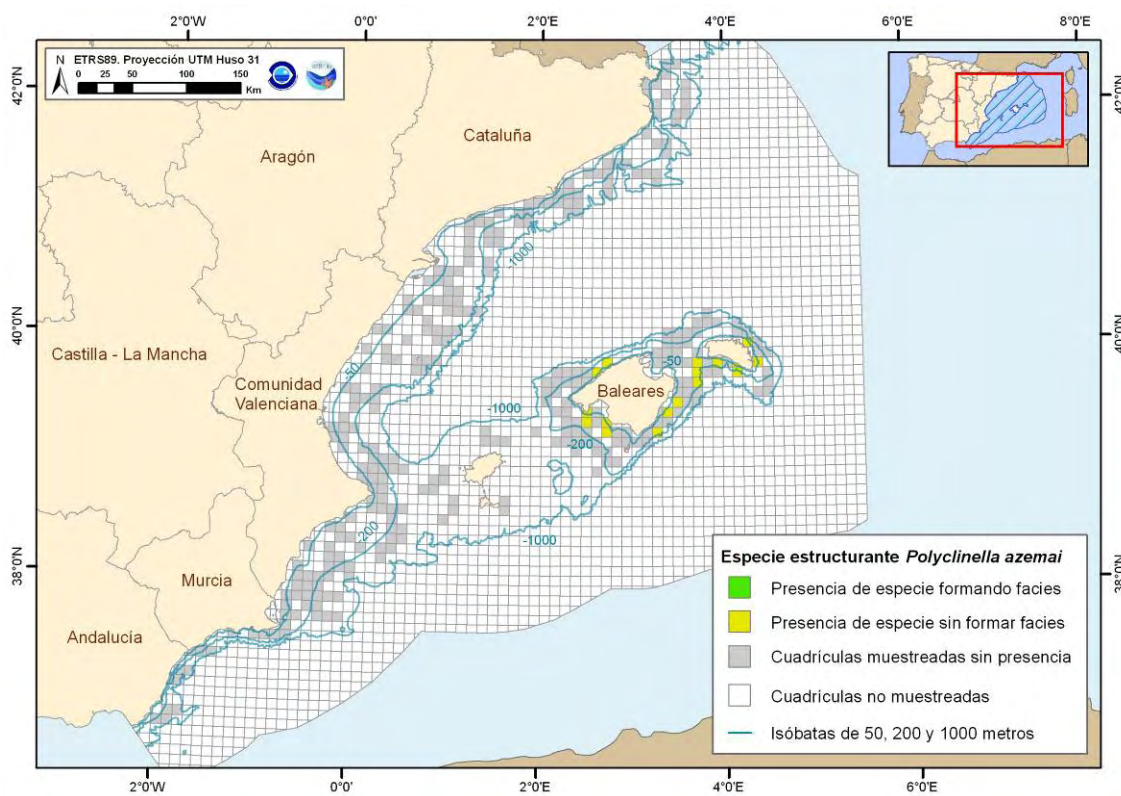 2°0'W 0°0' 2°0'E 4°0'E 8°0'E
N ETRS89. Proyección UTM Huso 31
0 25 50 100 150
Km
42°0'N
42°0'N
Cataluña
Aragón
-1000
40°0'N
40°0'N
Castilla - La Mancha
-50
-50
Comunidad
Valenciana
Baleares
-1000
-200
-200
-1000
38°0'N
38°0'N
Murcia
Andalucía
Especie estructurante Polyclinella azemai
Presencia de especie formando facies
Presencia de especie sin formar facies
Cuadrículas muestreadas sin presencia
Cuadrículas no muestreadas
Isóbatas de 50, 200 y 1000 metros
2°0'W 0°0' 2°0'E 4°0'E 6°0'E